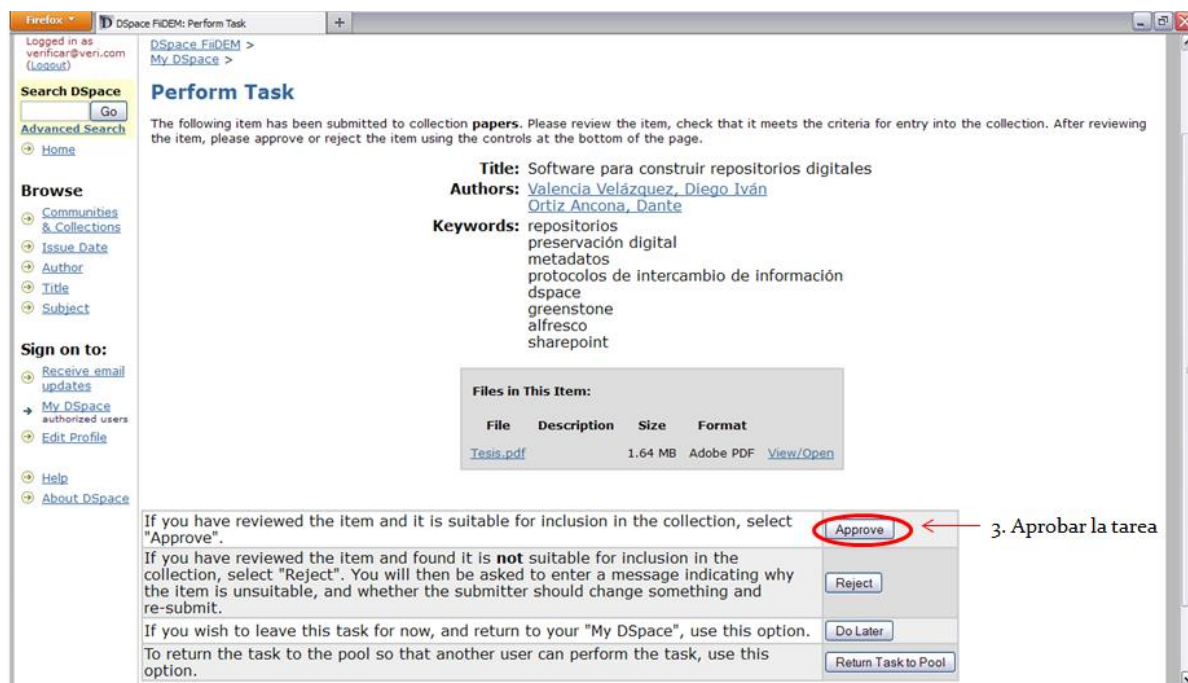 Firefox
DSpace FiiDEM: Perform Task
+
Logged in as
verificar@veri.com
(Logout)
Search DSpace
Go
Advanced Search
Home
Browse
Communities
& Collections
Issue Date
Author
Title
Subject
Sign on to:
Receive email
updates
My DSpace
authorized users
Edit Profile
Help
About DSpace
DSpace FiiDEM >
My DSpace >
Perform Task
The following item has been submitted to collection papers. Please review the item, check that it meets the criteria for entry into the collection. After reviewing
the item, please approve or reject the item using the controls at the bottom of the page.
Title: Software para construir repositorios digitales
Authors: Valencia Velázquez, Diego Iván
Ortiz Ancona, Dante
Keywords: repositorios
preservación digital
metadatos
protocolos de intercambio de información
dspace
greenstone
alfresco
sharepoint
Files in This Item:
File Description Size Format
Tesis.pdf 1.64 MB Adobe PDF View/Open
If you have reviewed the item and it is suitable for inclusion in the collection, select
"Approve".
Approve
3. Aprobar la tarea
If you have reviewed the item and found it is not suitable for inclusion in the
collection, select "Reject". You will then be asked to enter a message indicating why
the item is unsuitable, and whether the submitter should change something and
re-submit.
Reject
If you wish to leave this task for now, and return to your "My DSpace", use this option.
Do Later
To return the task to the pool so that another user can perform the task, use this
option.
Return Task to Pool